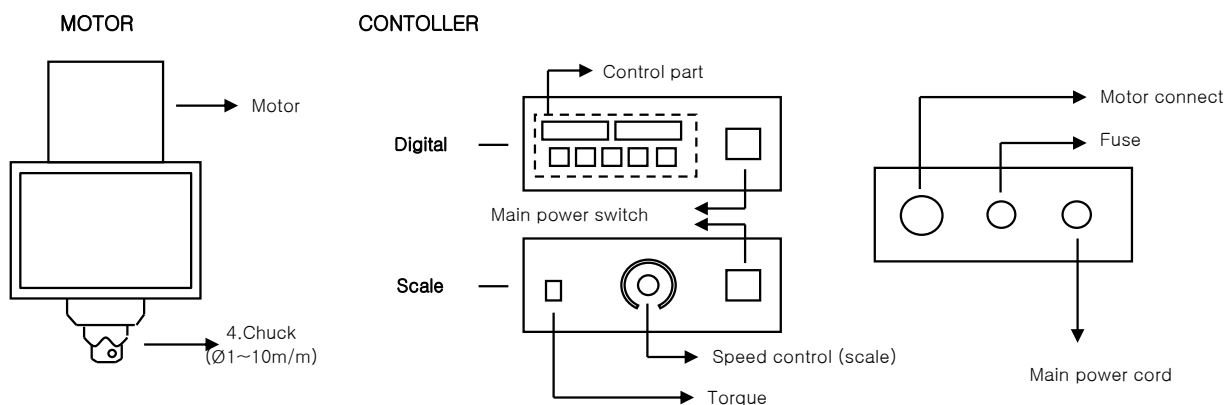 MOTOR
CONTOLLER
Control part
Motor
Motor connect
Fuse
Digital
Main power switch
Scale
4.Chuck
(Ø1~10m/m)
Speed control (scale)
Main power cord
Torque